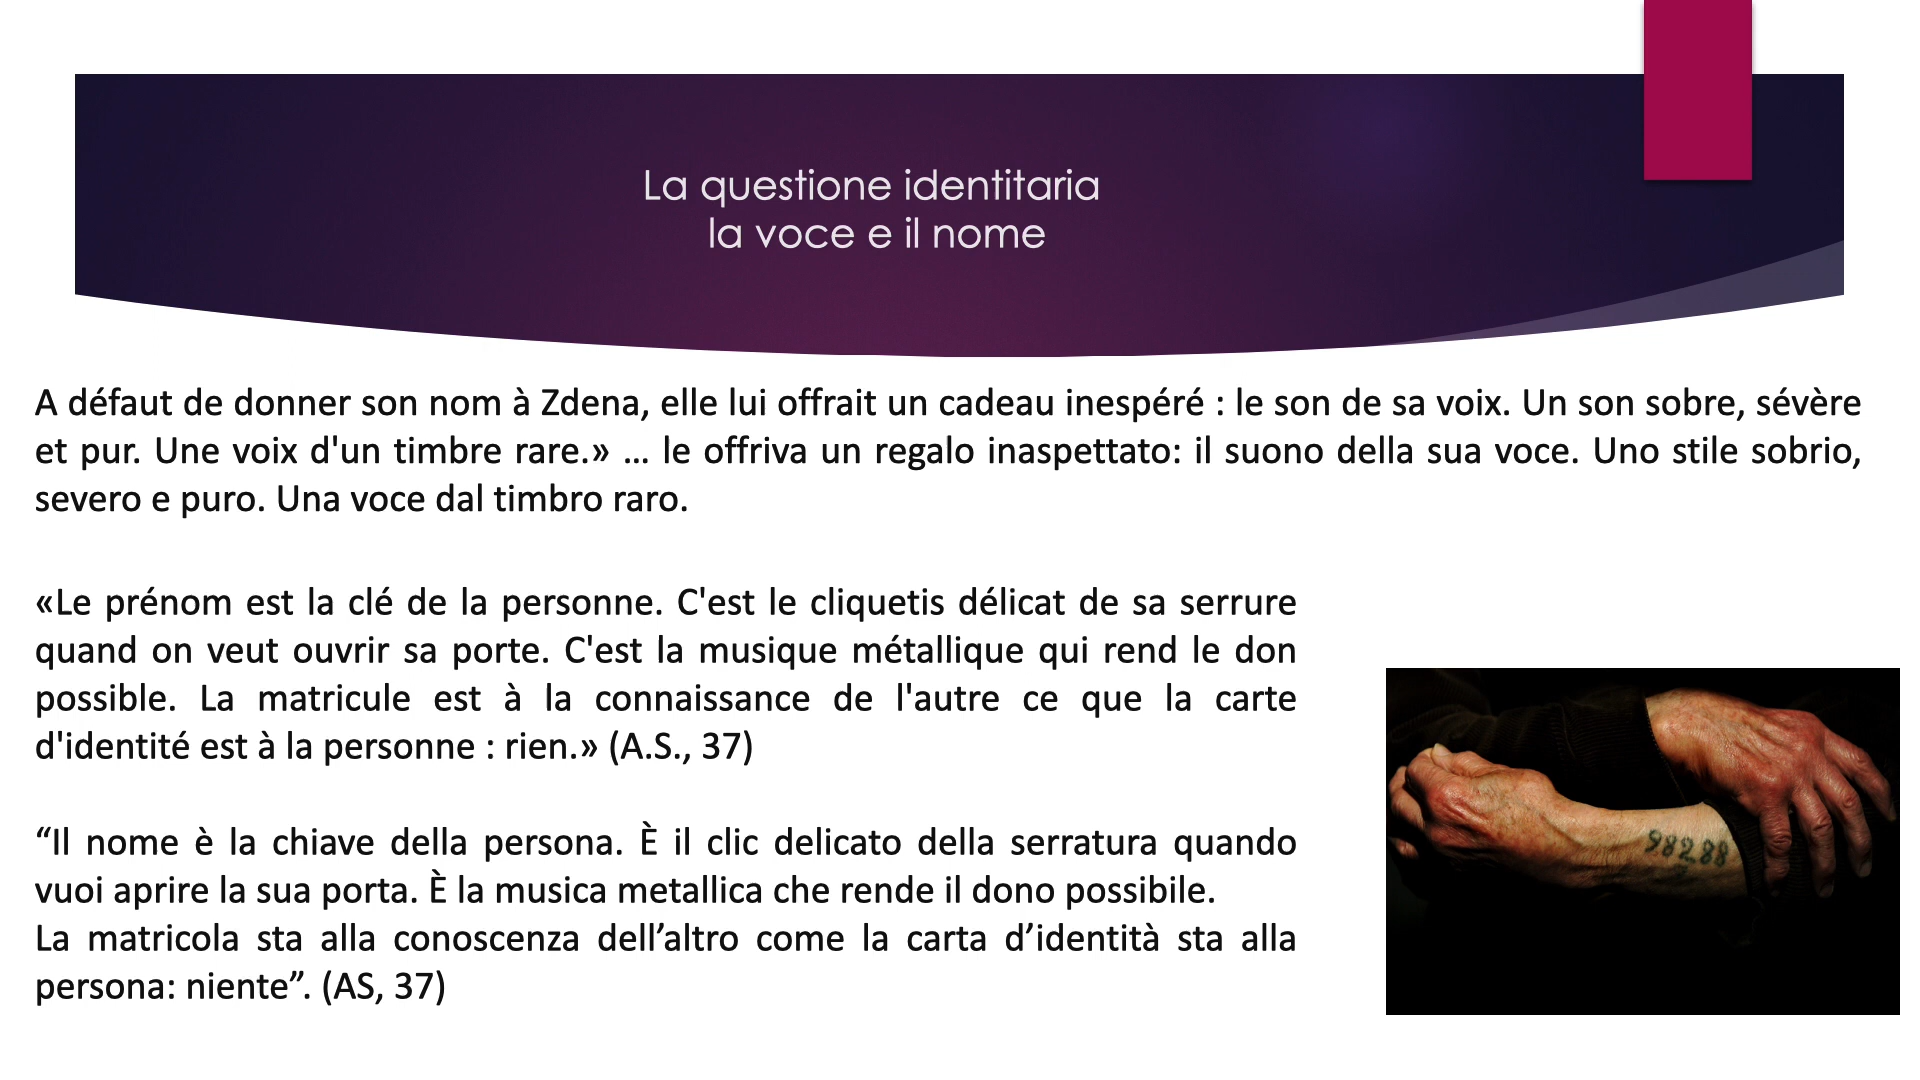 La questione identitaria
la voce e il nome
A défaut de donner son nom à Zdena, elle lui offrait un cadeau inespéré : le son de sa voix. Un son sobre, sévère
et pur. Une voix d'un timbre rare.» … le offriva un regalo inaspettato: il suono della sua voce. Uno stile sobrio,
severo e puro. Una voce dal timbro raro.
«Le prénom est la clé de la personne. C'est le cliquetis délicat de sa serrure
quand on veut ouvrir sa porte. C'est la musique métallique qui rend le don
possible. La matricule est à la connaissance de l'autre ce que la carte
d'identité est à la personne : rien.» (A.S., 37)
“Il nome è la chiave della persona. È il clic delicato della serratura quando
vuoi aprire la sua porta. È la musica metallica che rende il dono possibile.
La matricola sta alla conoscenza dell’altro come la carta d’identità sta alla
persona: niente”. (AS, 37)
98288